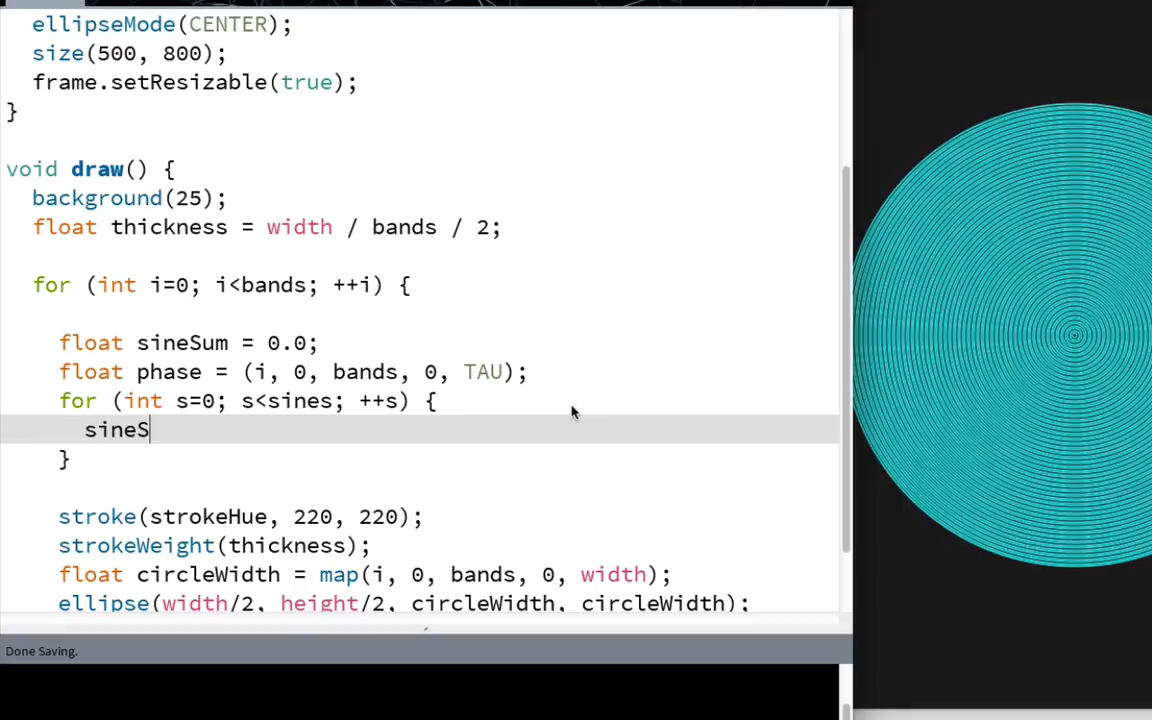 ellipseMode(CENTER);
size(500, 800);
frame.setResizable(true);
}
void draw() {
background(25);
float thickness = width / bands / 2;
for (int i=0; i<bands; ++i) {
float sineSum = 0.0;
float phase = (i, 0, bands, 0, TAU);
for (int s=0; s<sines; ++s) {
sineS
}
stroke(strokeHue, 220, 220);
strokeWeight(thickness);
float circleWidth = map(i, 0, bands, 0, width);
ellipse(width/2, height/2, circleWidth, circleWidth);
Done Saving.